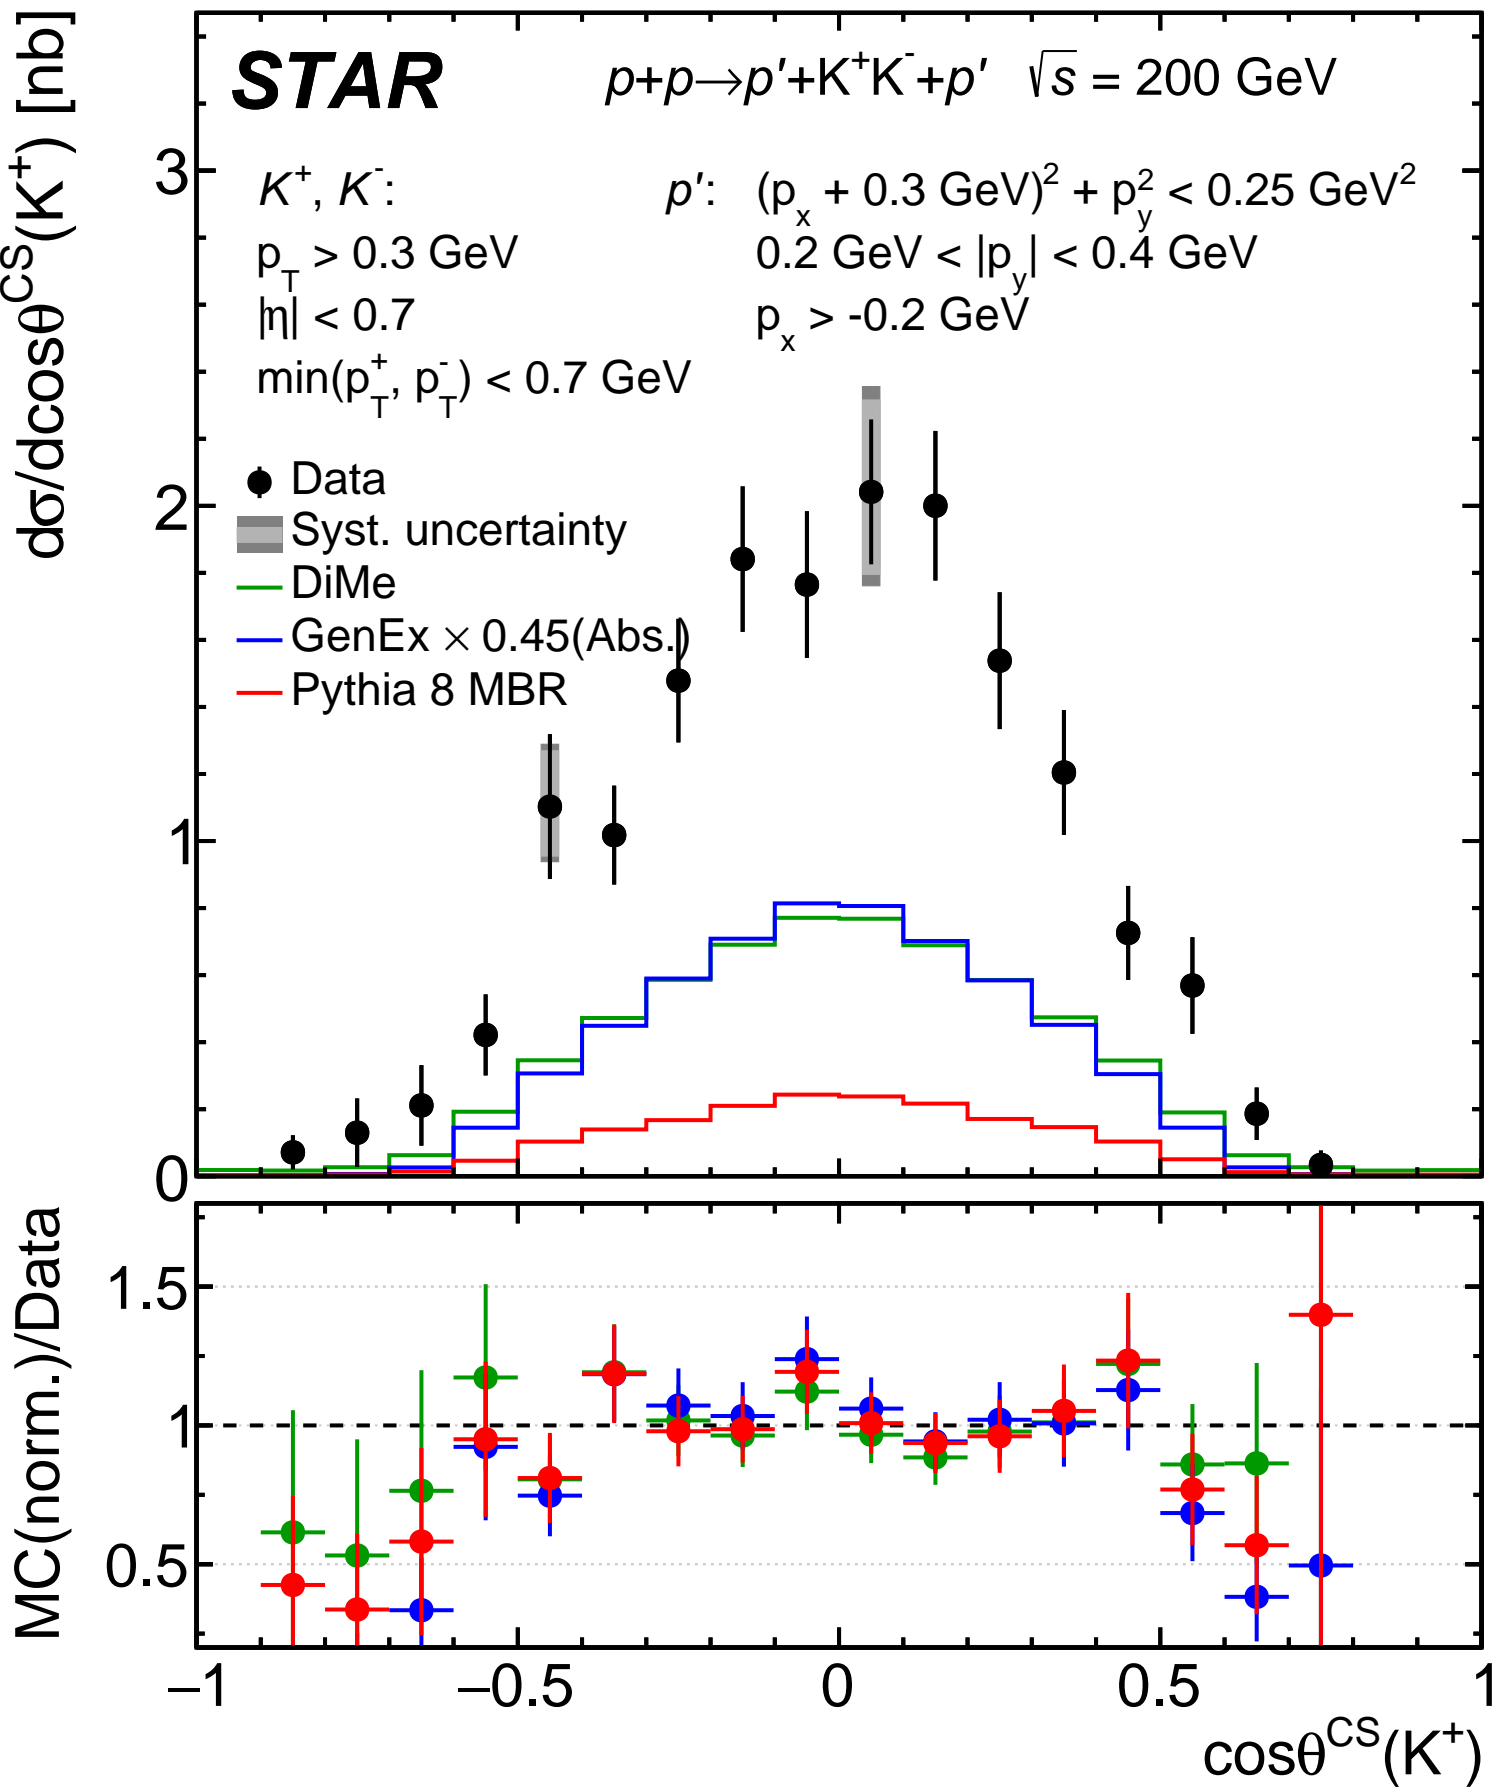 STAR p+p→p′+K⁺K⁻+p′ √s = 200 GeV
K⁺, K⁻: p′: (pₓ + 0.3 GeV)² + p_y² < 0.25 GeV²
p_T > 0.3 GeV 0.2 GeV < |p_y| < 0.4 GeV
|η| < 0.7 pₓ > -0.2 GeV
min(p_T⁺, p_T⁻) < 0.7 GeV
Data
Syst. uncertainty
DiMe
GenEx × 0.45(Abs.)
Pythia 8 MBR
dσ/dcosθ^CS(K⁺) [nb]
3
2
1
0
MC(norm.)/Data
1.5
1
0.5
−1 −0.5 0 0.5 1
cosθ^CS(K⁺)